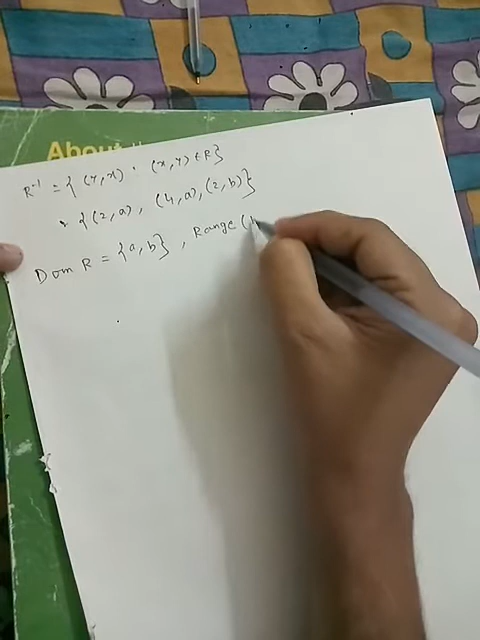 About
R⁻¹ = {(y,x) : (x,y) ∈ R}
= {(2,a), (4,a), (2,b)}
Dom R = {a,b}, Range (